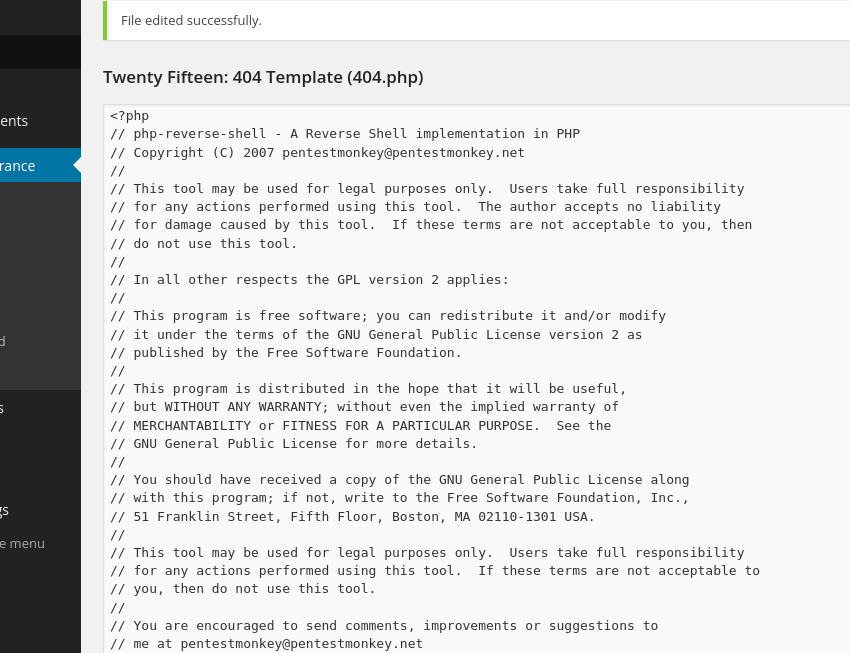 File edited successfully.
Twenty Fifteen: 404 Template (404.php)
ents
rance
d
s
gs
e menu
<?php
// php-reverse-shell - A Reverse Shell implementation in PHP
// Copyright (C) 2007 pentestmonkey@pentestmonkey.net
//
// This tool may be used for legal purposes only.  Users take full responsibility
// for any actions performed using this tool.  The author accepts no liability
// for damage caused by this tool.  If these terms are not acceptable to you, then
// do not use this tool.
//
// In all other respects the GPL version 2 applies:
//
// This program is free software; you can redistribute it and/or modify
// it under the terms of the GNU General Public License version 2 as
// published by the Free Software Foundation.
//
// This program is distributed in the hope that it will be useful,
// but WITHOUT ANY WARRANTY; without even the implied warranty of
// MERCHANTABILITY or FITNESS FOR A PARTICULAR PURPOSE.  See the
// GNU General Public License for more details.
//
// You should have received a copy of the GNU General Public License along
// with this program; if not, write to the Free Software Foundation, Inc.,
// 51 Franklin Street, Fifth Floor, Boston, MA 02110-1301 USA.
//
// This tool may be used for legal purposes only.  Users take full responsibility
// for any actions performed using this tool.  If these terms are not acceptable to
// you, then do not use this tool.
//
// You are encouraged to send comments, improvements or suggestions to
// me at pentestmonkey@pentestmonkey.net